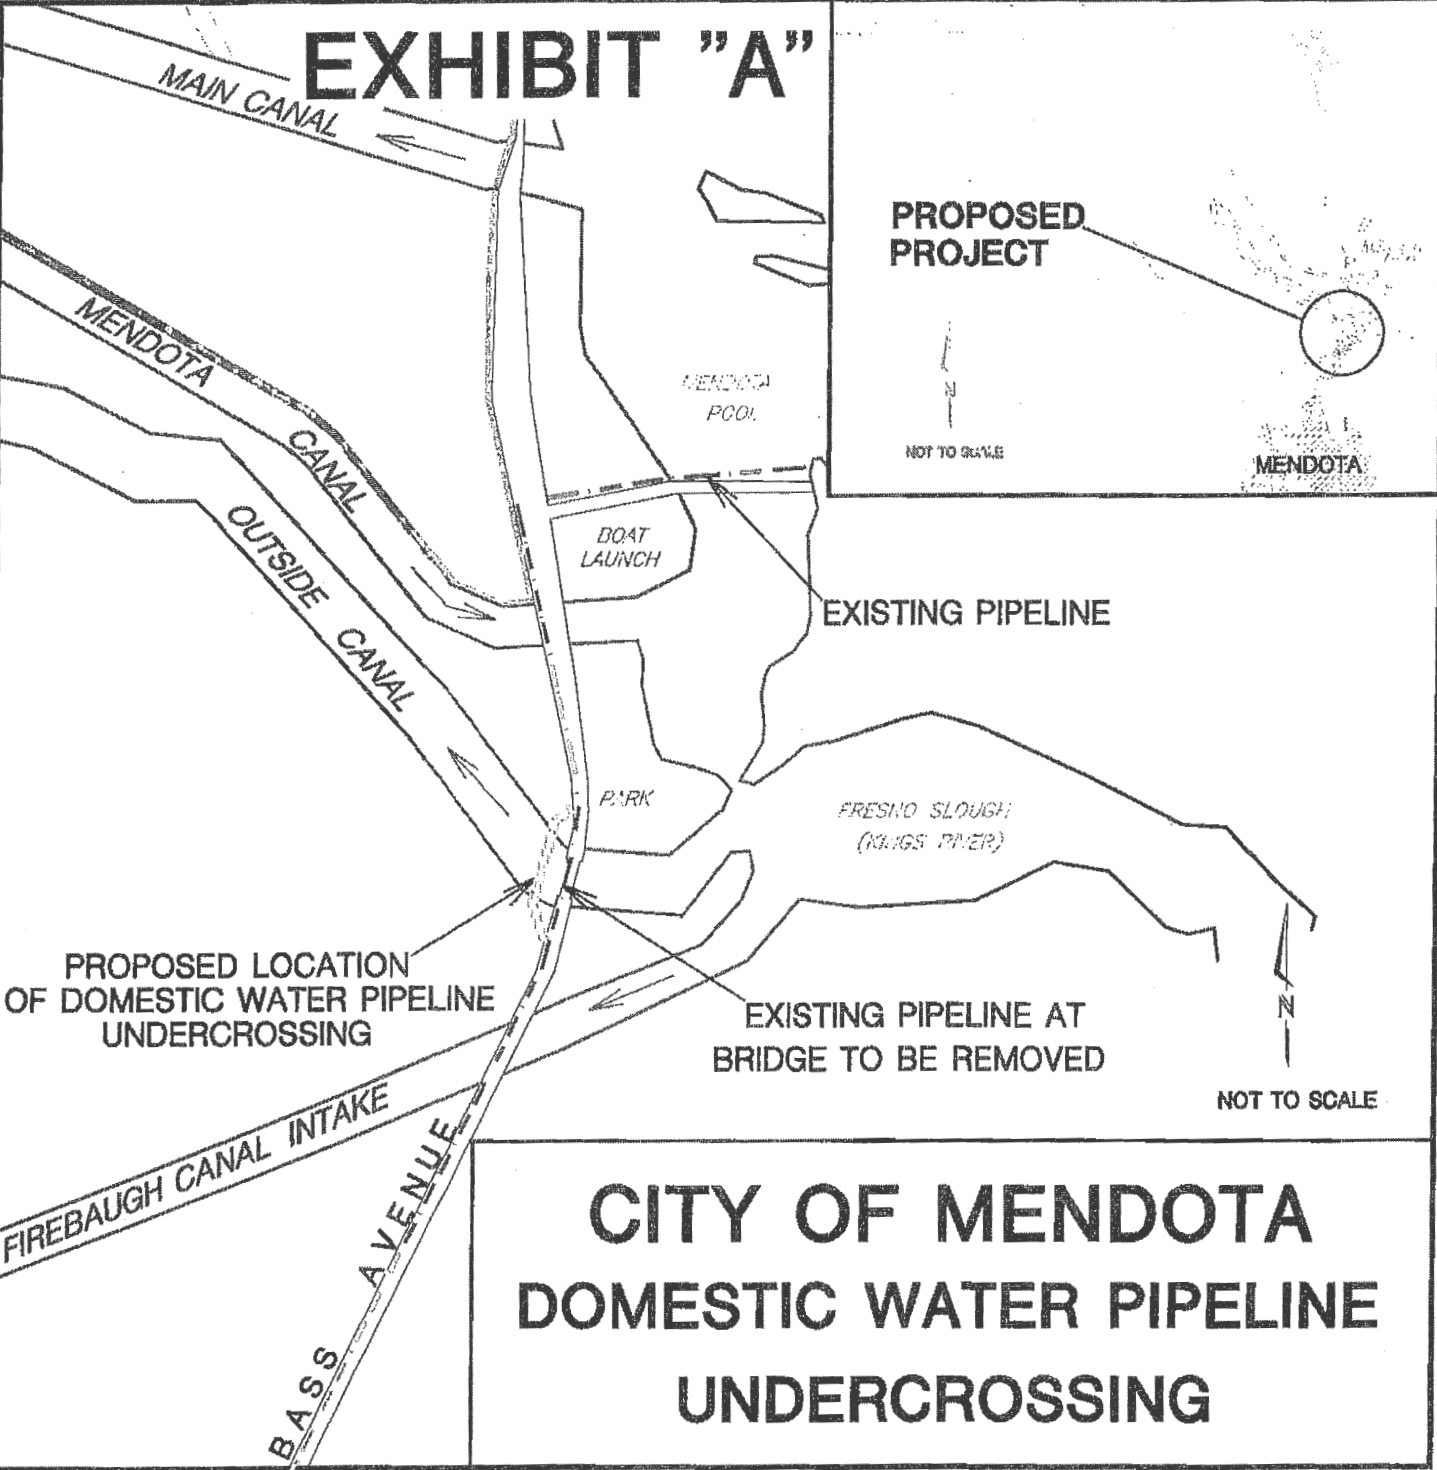 EXHIBIT "A"
MAIN CANAL
PROPOSED
PROJECT
MENDOTA
CANAL
MENDOTA
POOL
N
NOT TO SCALE
MENDOTA
OUTSIDE CANAL
BOAT
LAUNCH
EXISTING PIPELINE
PARK
FRESNO SLOUGH
(KINGS RIVER)
PROPOSED LOCATION
OF DOMESTIC WATER PIPELINE
UNDERCROSSING
EXISTING PIPELINE AT
BRIDGE TO BE REMOVED
N
NOT TO SCALE
FIREBAUGH CANAL INTAKE
BASS AVENUE
CITY OF MENDOTA
DOMESTIC WATER PIPELINE
UNDERCROSSING